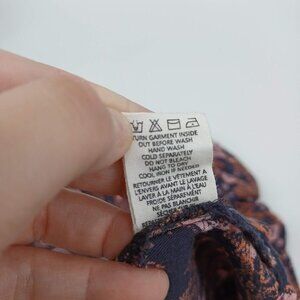 TURN GARMENT INSIDE
OUT BEFORE WASH
HAND WASH
COLD SEPARATELY
DO NOT BLEACH
HANG TO DRY
COOL IRON IF NEEDED
RETOURNER LE VÊTEMENT À
L'ENVERS AVANT LE LAVAGE
LAVER À LA MAIN À L'EAU
FROIDE SÉPARÉMENT
NE PAS BLANCHIR